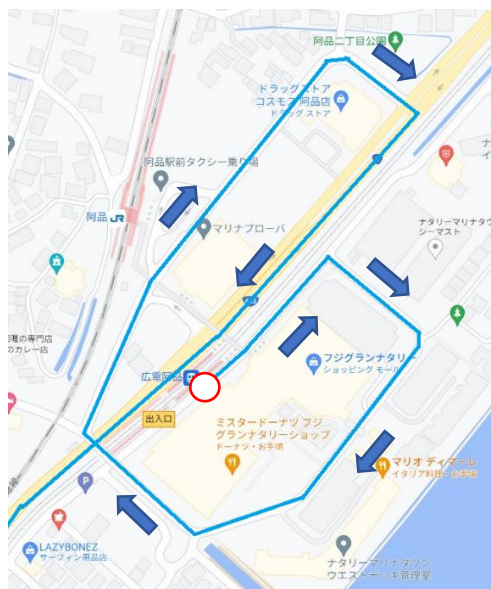 阿品二丁目公園
ドラッグストア
コスモス 阿品店
ドラッグ ストア
阿品駅前タクシー乗り場
阿品 JR
マリナブローバ
ナタリーマリナタウ
シーマスト
の専門店
のカレー店
フジグランナタリー
ショッピング モール
広電阿品
出入口
ミスタードーナツ フジ
グランナタリーショップ
ドーナツ・お手頃
マリオ ディマーレ
イタリア料理・お手頃
P
LAZYBONEZ
サーフィン用品店
ナタリーマリナタウン
ウエストデッキ管理室